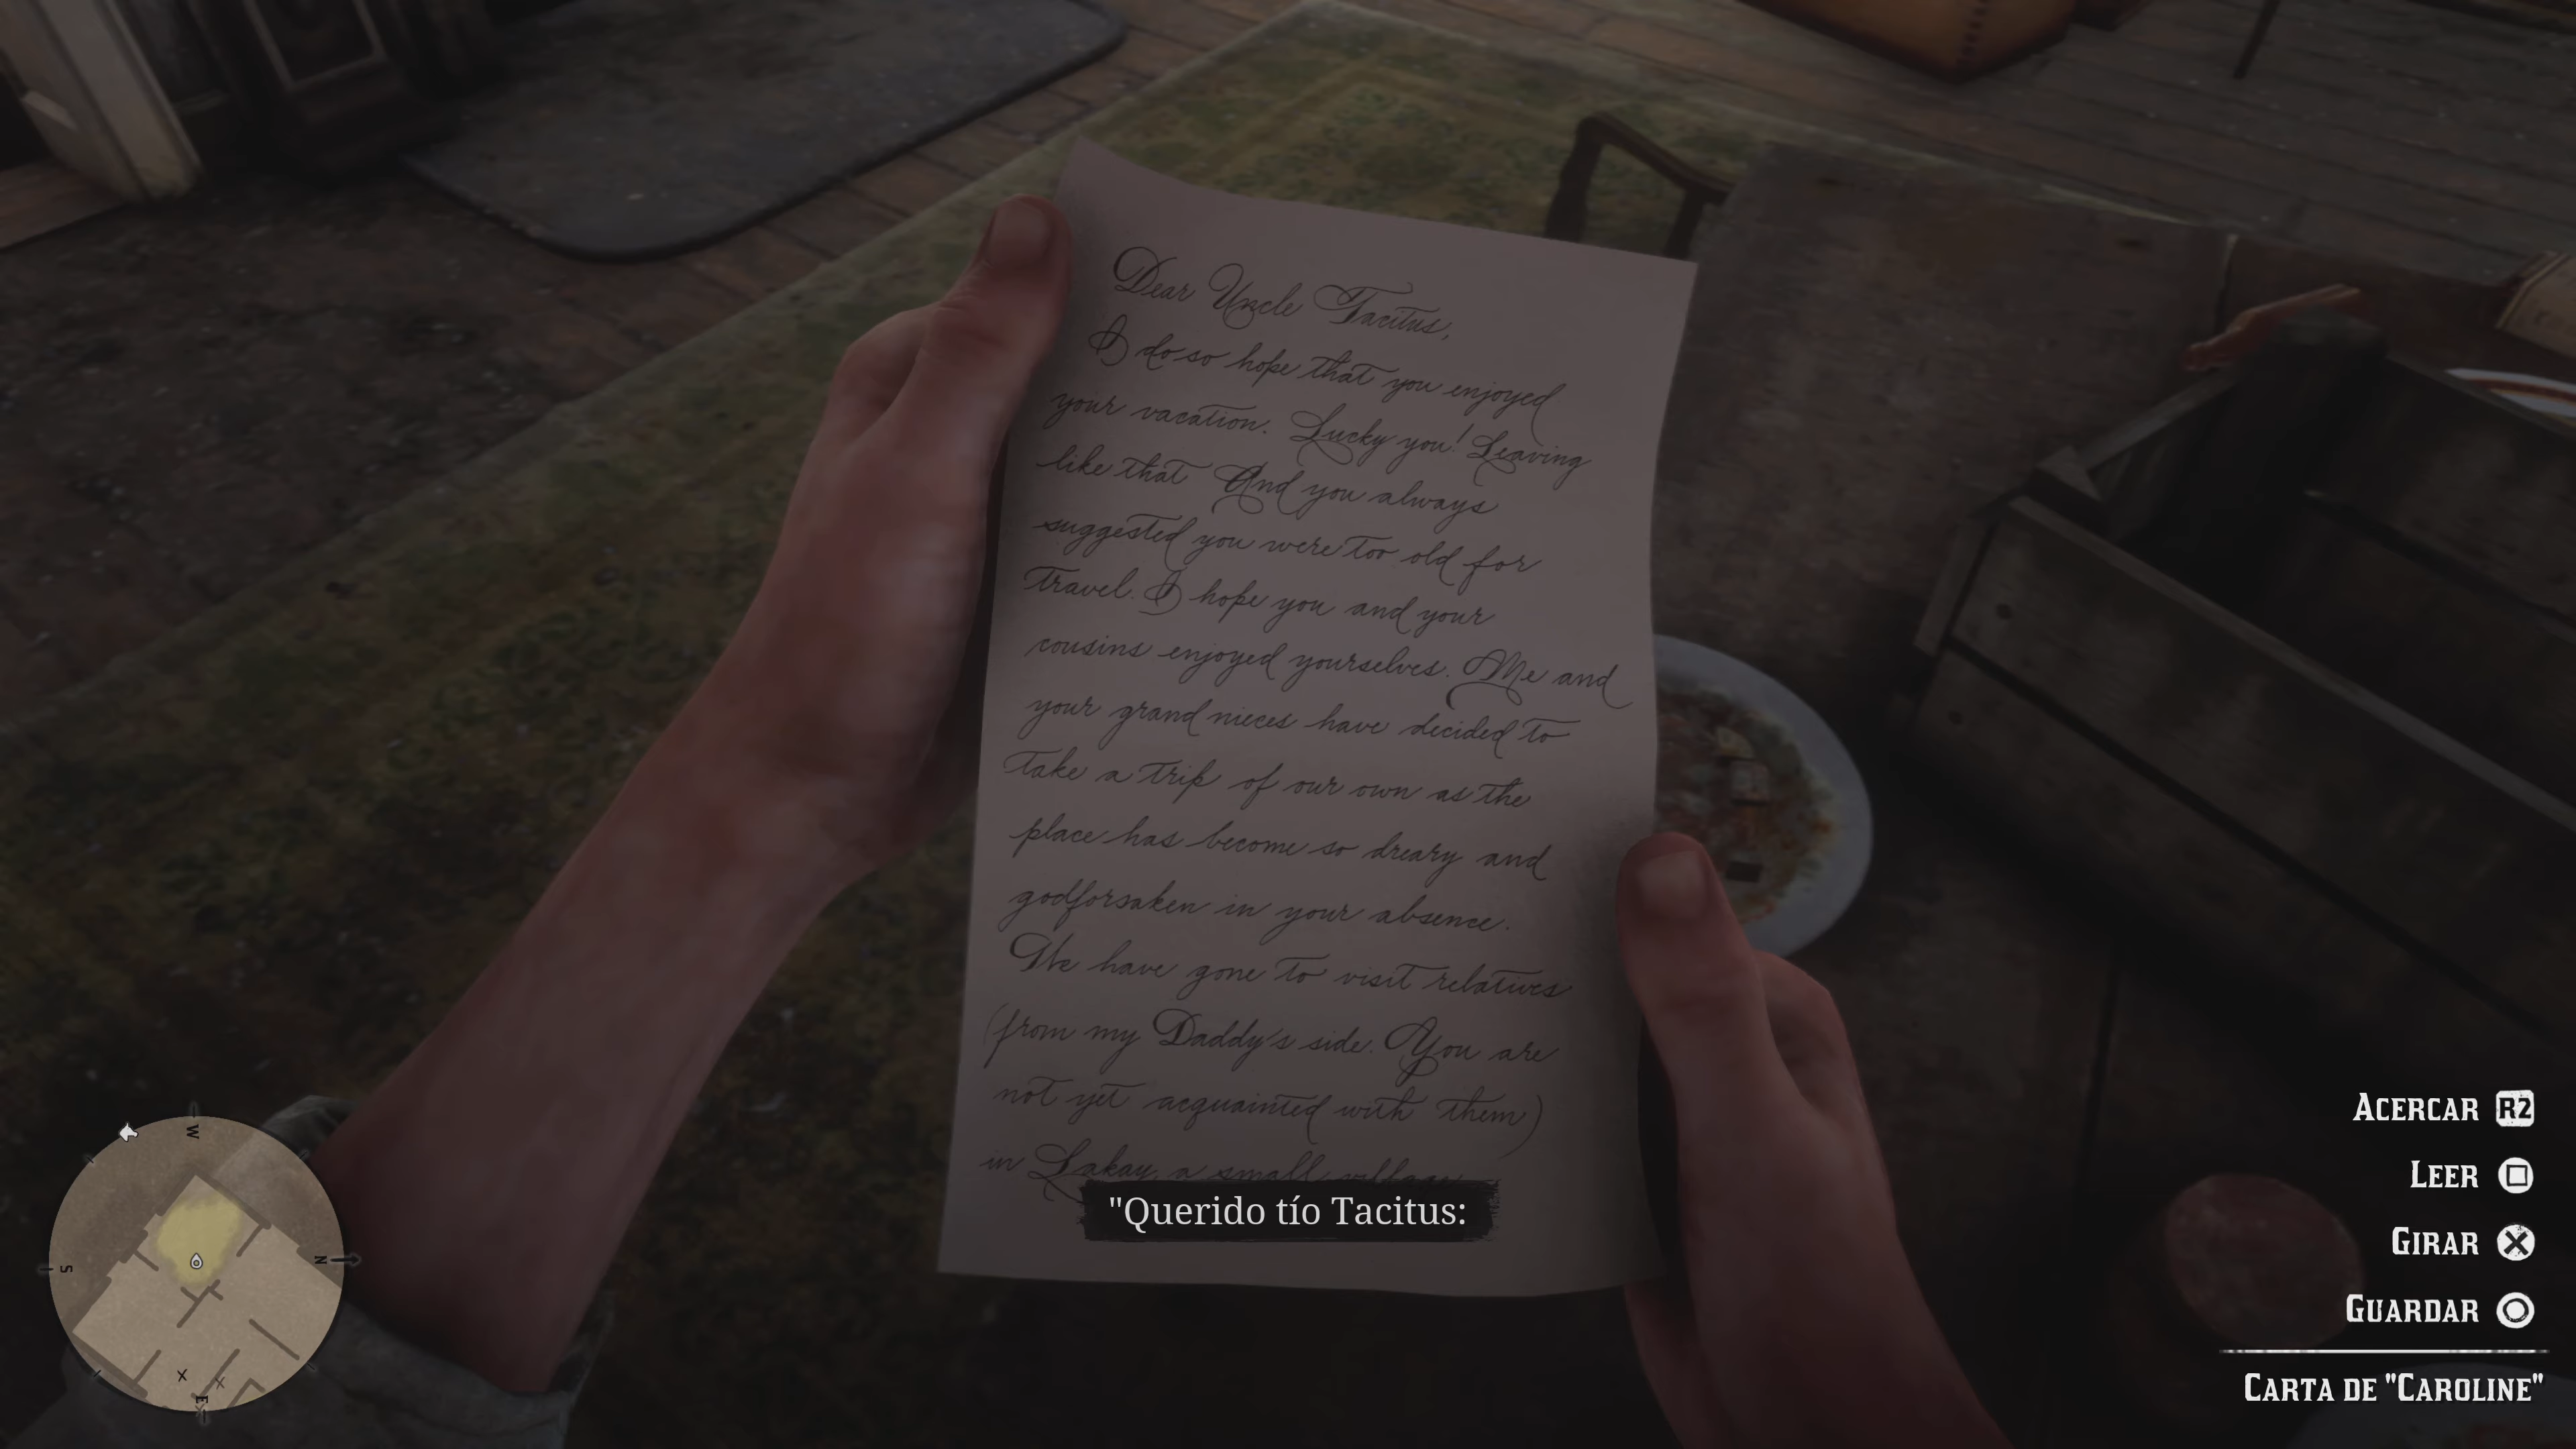 Dear Uncle Tacitus,
I do so hope that you enjoyed
your vacation. Lucky you! Leaving
like that And you always
suggested you were too old for
travel. I hope you and your
cousins enjoyed yourselves. Me and
your grand nieces have decided to
take a trip of our own as the
place has become so dreary and
godforsaken in your absence.
We have gone to visit relatives
(from my Daddy's side. You are
not yet acquainted with them)
in Lakay, a small village
"Querido tío Tacitus:
W
N
S
E
ACERCAR R2
LEER
GIRAR
GUARDAR
CARTA DE "CAROLINE"